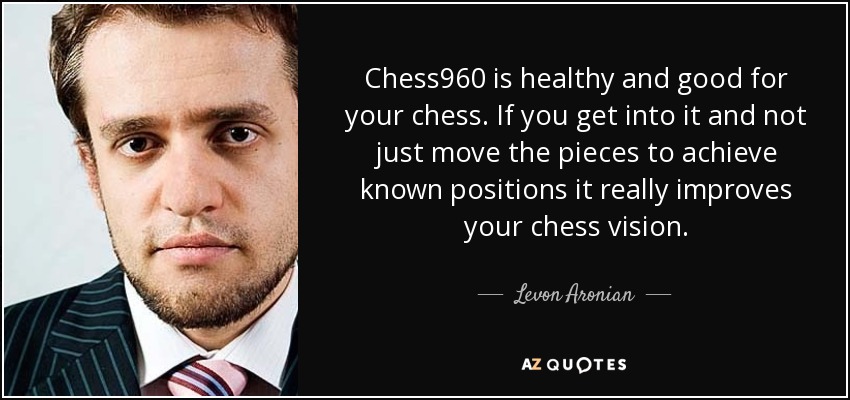 Chess960 is healthy and good for
your chess. If you get into it and not
just move the pieces to achieve
known positions it really improves
your chess vision.
Levon Aronian
AZ QUOTES